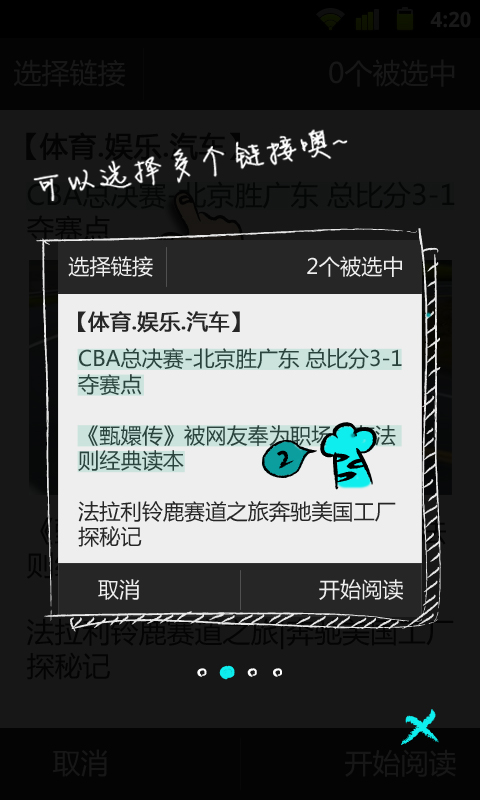 4:20
选择链接 0个被选中
【体育.娱乐.汽车】
可以选择多个链接噢~
CBA总决赛-北京胜广东 总比分3-1
夺赛点
选择链接 2个被选中
【体育.娱乐.汽车】
CBA总决赛-北京胜广东 总比分3-1
夺赛点
《甄嬛传》被网友奉为职场 法
则经典读本
2
法拉利铃鹿赛道之旅奔驰美国工厂
探秘记
取消 开始阅读
法拉利铃鹿赛道之旅|奔驰美国工厂
探秘记
取消 开始阅读